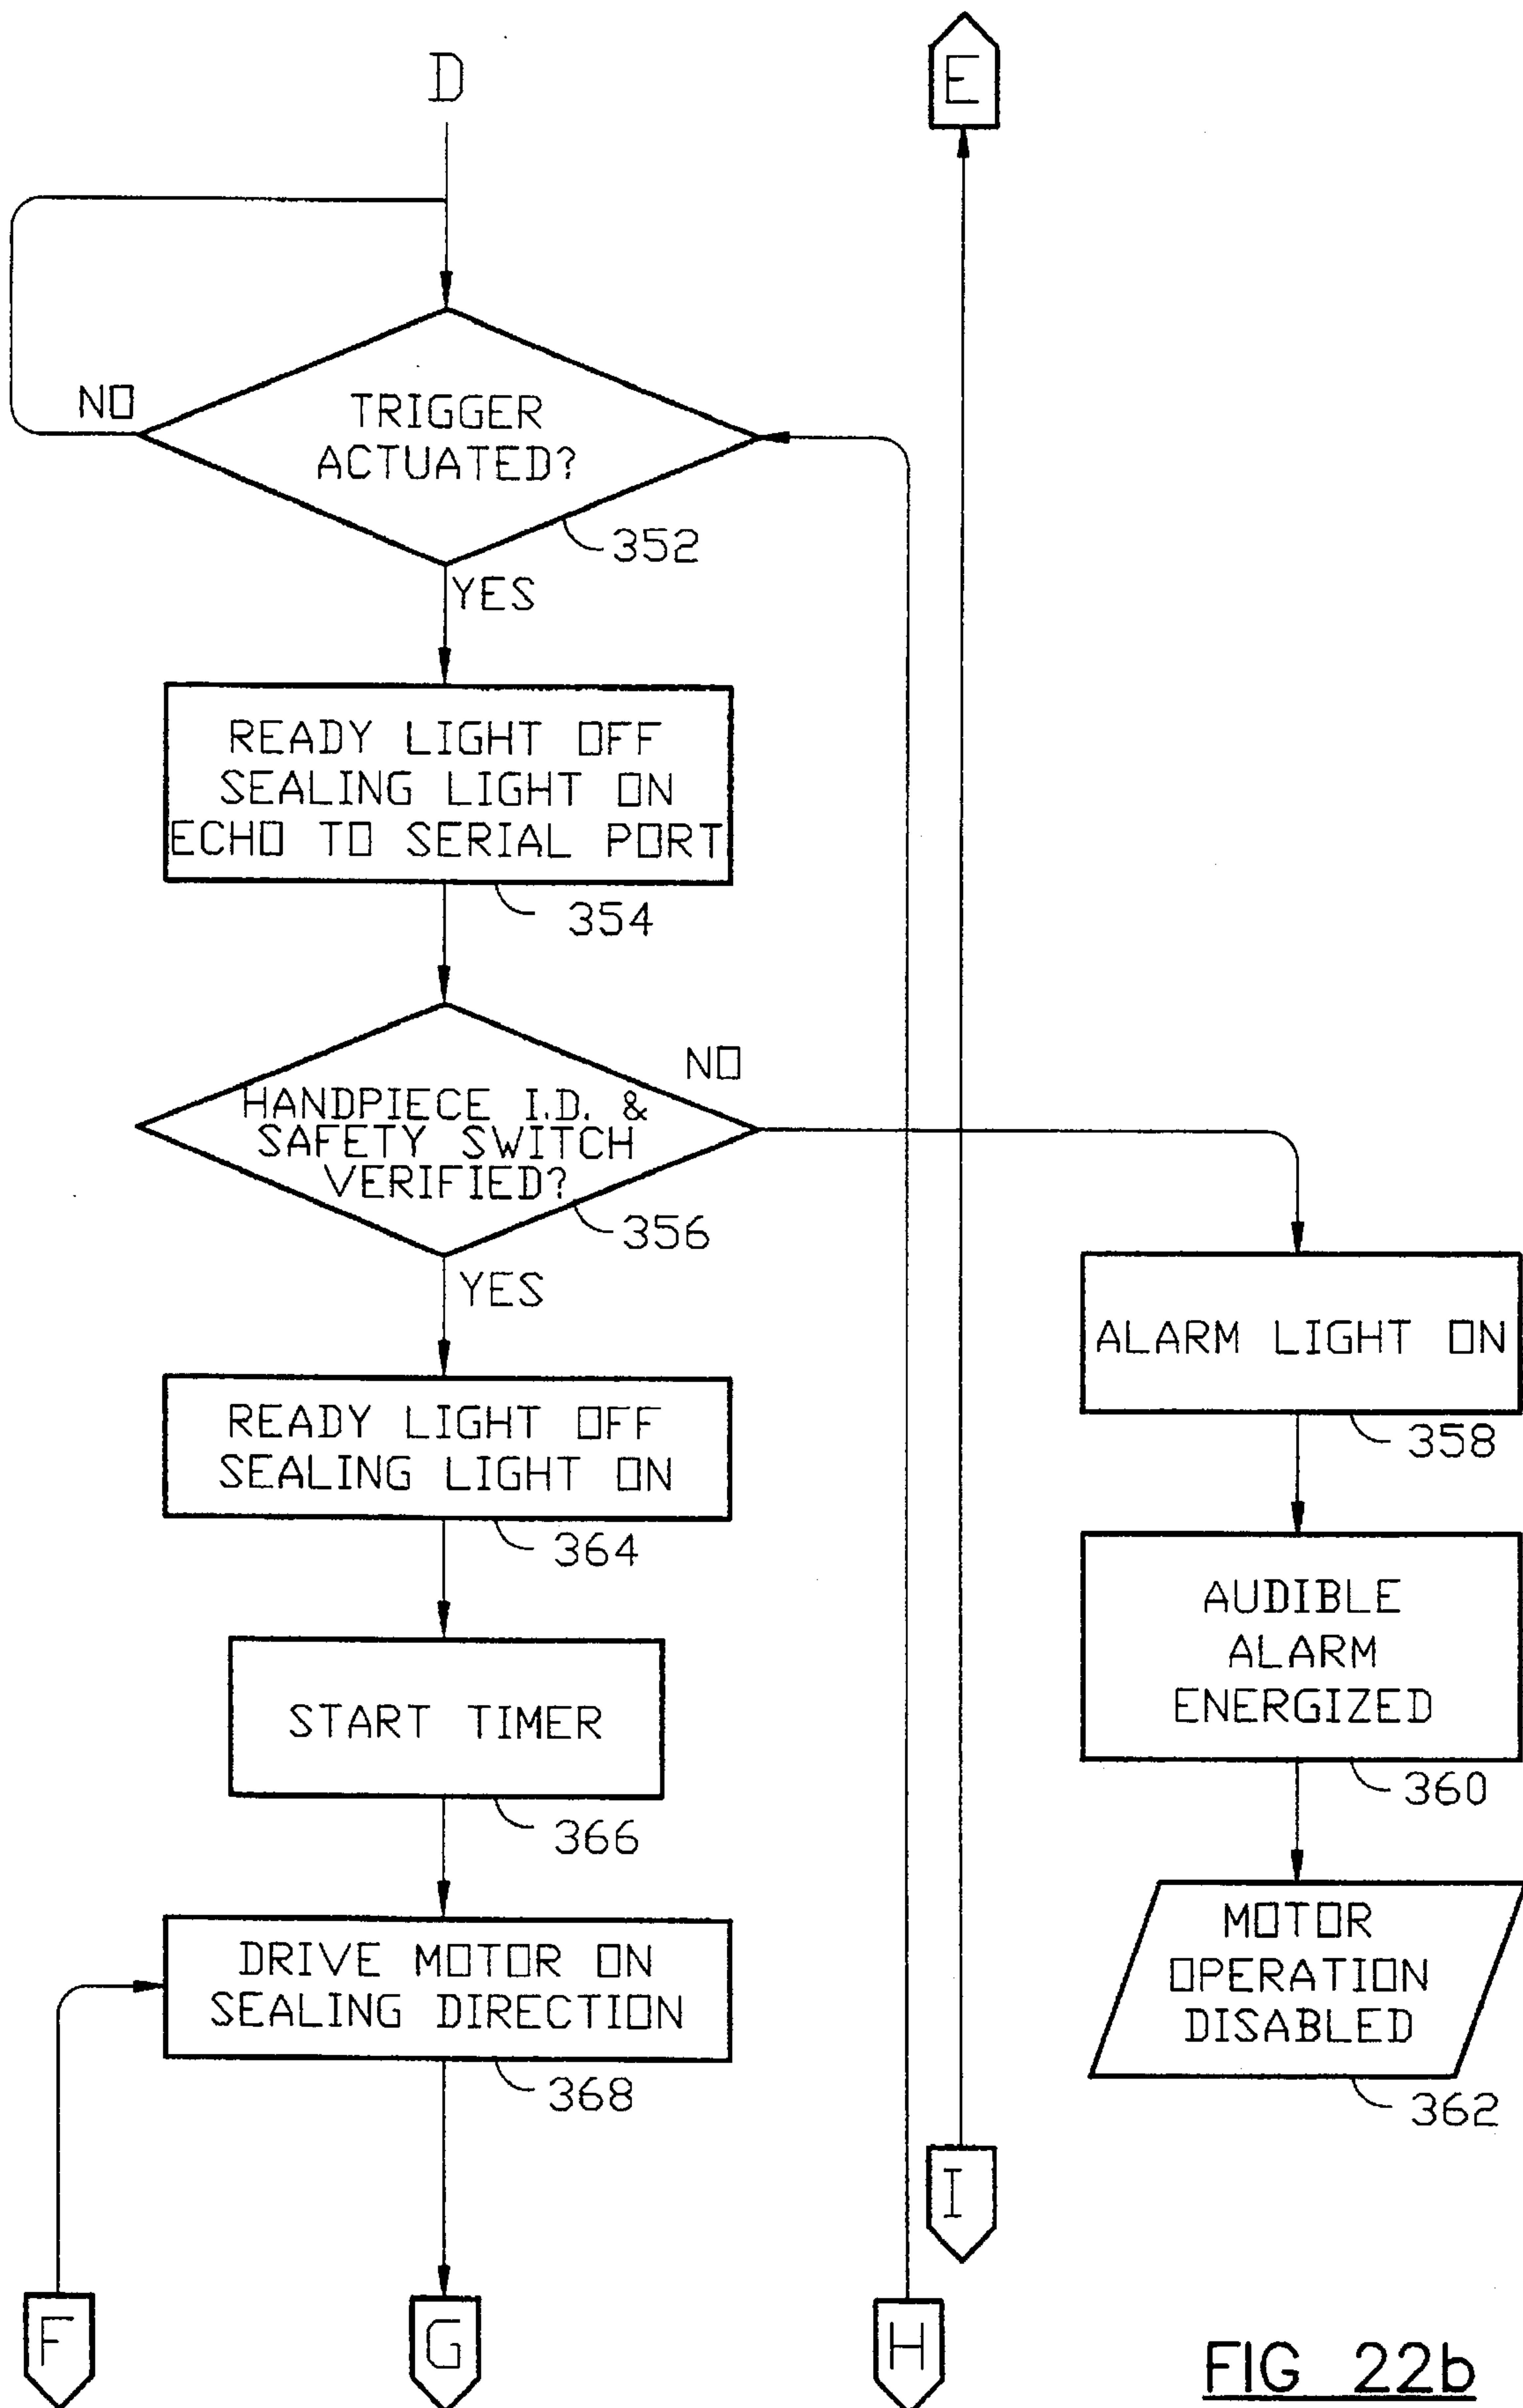 D
E
NO
TRIGGER
ACTUATED?
352
YES
READY LIGHT OFF
SEALING LIGHT ON
ECHO TO SERIAL PORT
354
NO
HANDPIECE I.D. &
SAFETY SWITCH
VERIFIED?
356
YES
ALARM LIGHT ON
358
READY LIGHT OFF
SEALING LIGHT ON
364
AUDIBLE
ALARM
ENERGIZED
360
START TIMER
366
MOTOR
OPERATION
DISABLED
362
DRIVE MOTOR ON
SEALING DIRECTION
368
I
F
G
H
FIG 22b